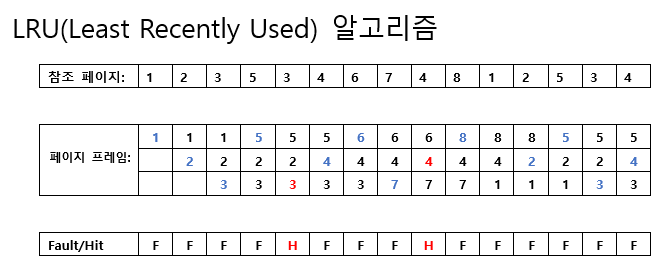 LRU(Least Recently Used) 알고리즘
참조 페이지: 1 2 3 5 3 4 6 7 4 8 1 2 5 3 4
1 1 1 5 5 5 6 6 6 8 8 8 5 5 5
페이지 프레임: 2 2 2 2 4 4 4 4 4 4 2 2 2 4
3 3 3 3 3 7 7 7 1 1 1 3 3
Fault/Hit F F F F H F F F H F F F F F F